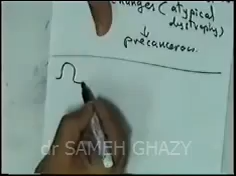 changes (atypical
dystrophy)
↓
precancerous.
dr SAMEH GHAZY